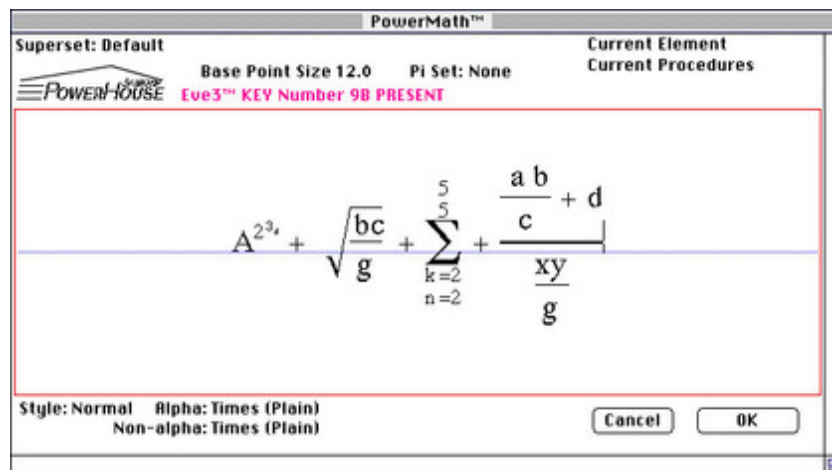 PowerMath™
Superset: Default
Current Element
Current Procedures
Base Point Size 12.0 Pi Set: None
POWERHOUSE
Eve3™ KEY Number 9B PRESENT
5
5
a b
c
+ d
A 2 3
+ √ bc
g
+ ∑ +
k=2
n=2
xy
g
Style: Normal Alpha: Times (Plain)
Non-alpha: Times (Plain)
Cancel
OK